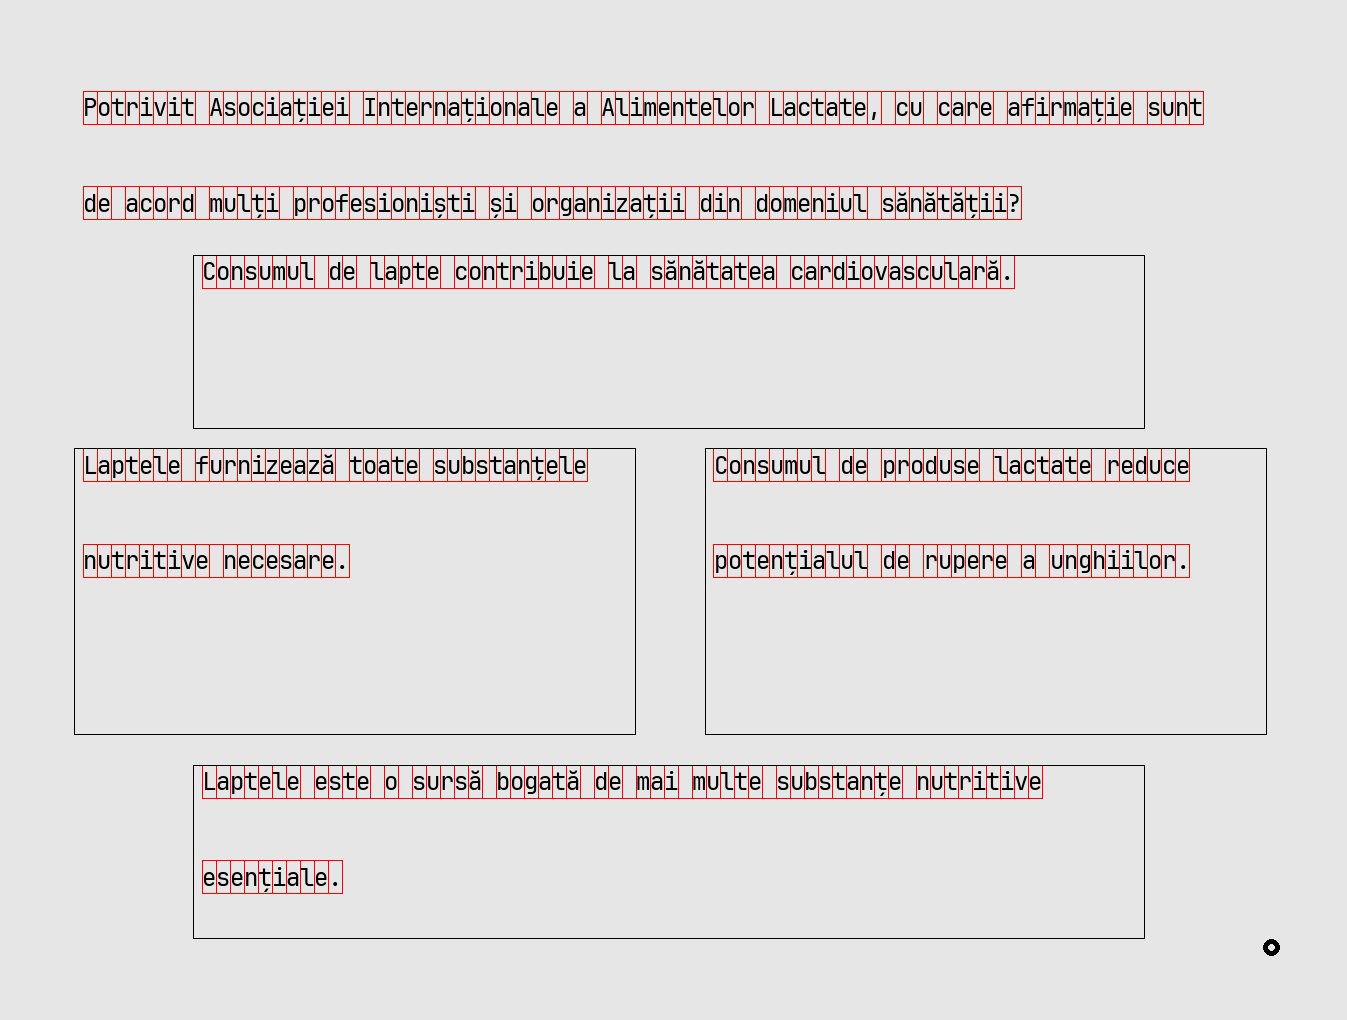 Potrivit Asociației Internaționale a Alimentelor Lactate, cu care afirmație sunt
de acord mulți profesioniști și organizații din domeniul sănătății?
Consumul de lapte contribuie la sănătatea cardiovasculară.
Laptele furnizează toate substanțele
nutritive necesare.
Consumul de produse lactate reduce
potențialul de rupere a unghiilor.
Laptele este o sursă bogată de mai multe substanțe nutritive
esențiale.